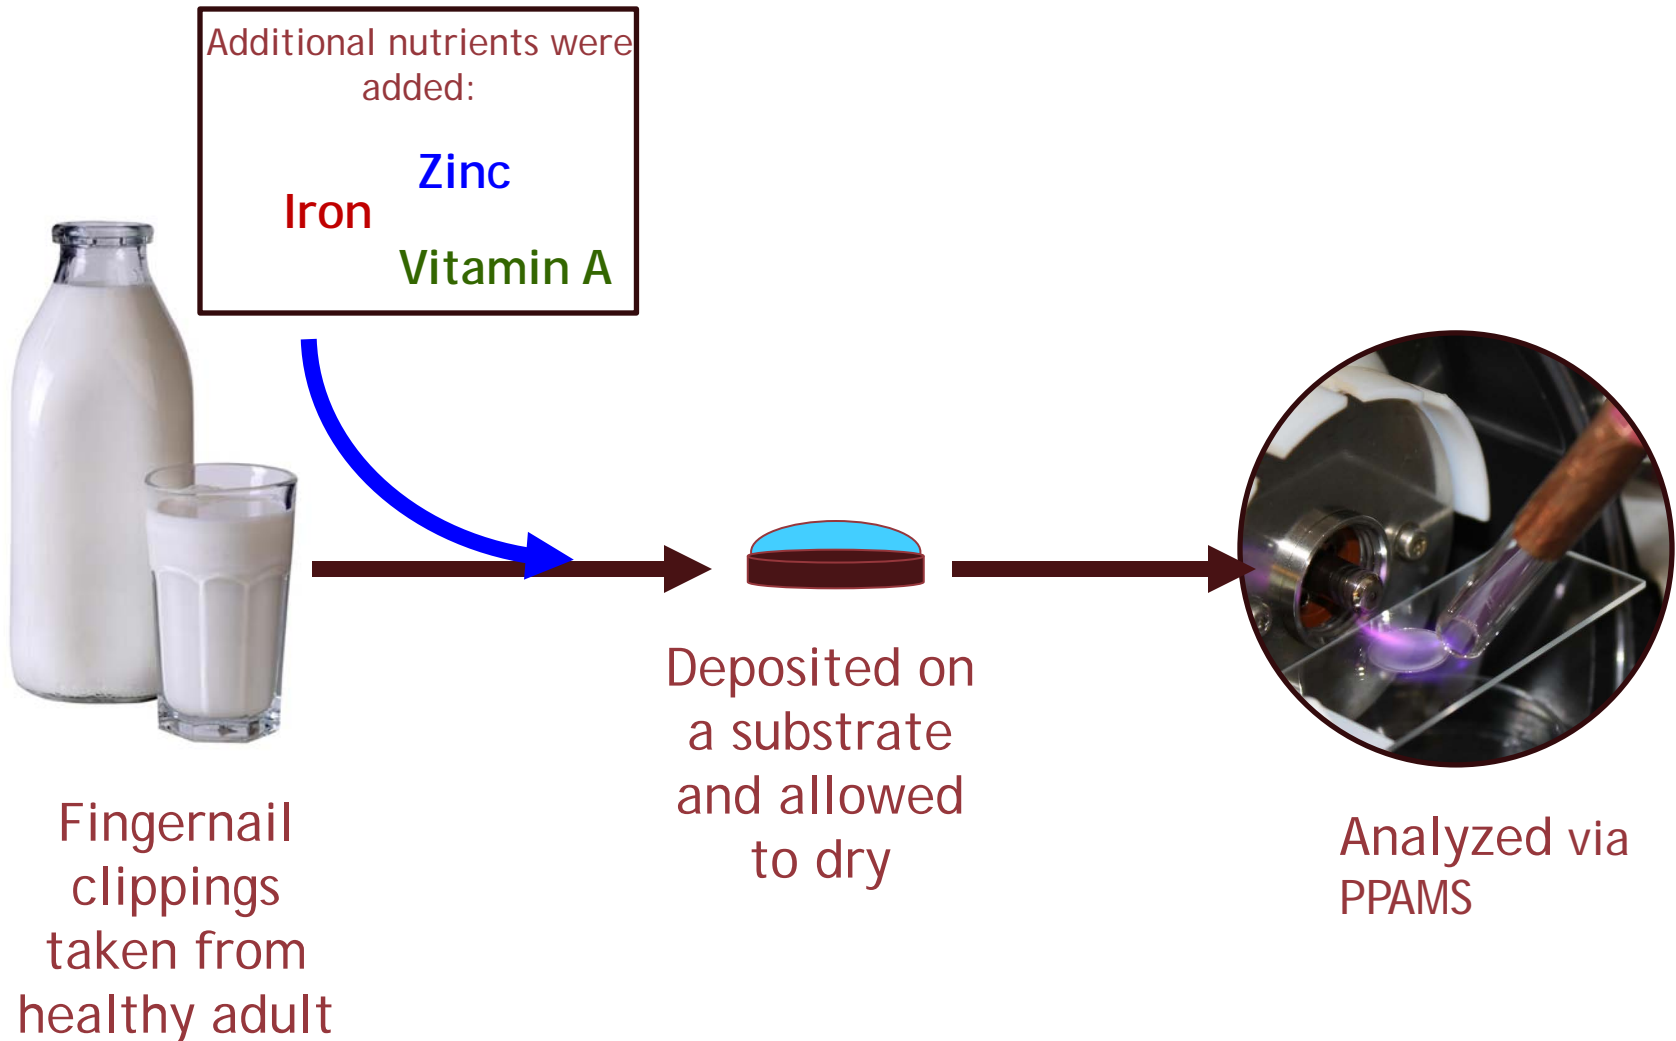 Additional nutrients were
added:
Zinc
Iron
Vitamin A
Deposited on
a substrate
and allowed
to dry
Fingernail
clippings
taken from
healthy adult
Analyzed via
PPAMS